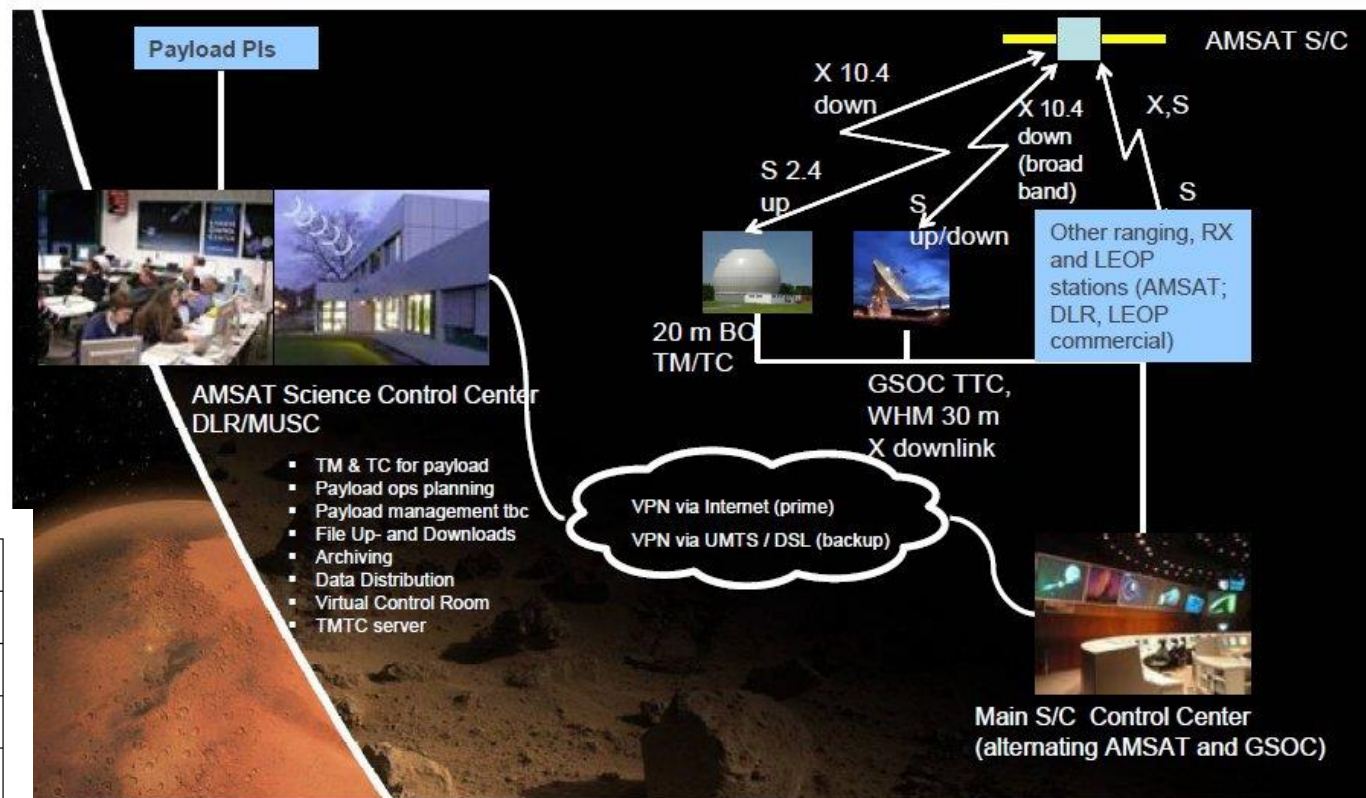 Payload PIs
AMSAT S/C
X 10.4
down
X 10.4
down
(broad
band)
X,S
S 2.4
up
S
up/down
S
Other ranging, RX
and LEOP
stations (AMSAT;
DLR, LEOP
commercial)
20 m BO
TM/TC
GSOC TTC,
WHM 30 m
X downlink
AMSAT Science Control Center
DLR/MUSC
▪ TM & TC for payload
▪ Payload ops planning
▪ Payload management tbc
▪ File Up- and Downloads
▪ Archiving
▪ Data Distribution
▪ Virtual Control Room
▪ TMTC server
VPN via Internet (prime)
VPN via UMTS / DSL (backup)
Main S/C Control Center
(alternating AMSAT and GSOC)